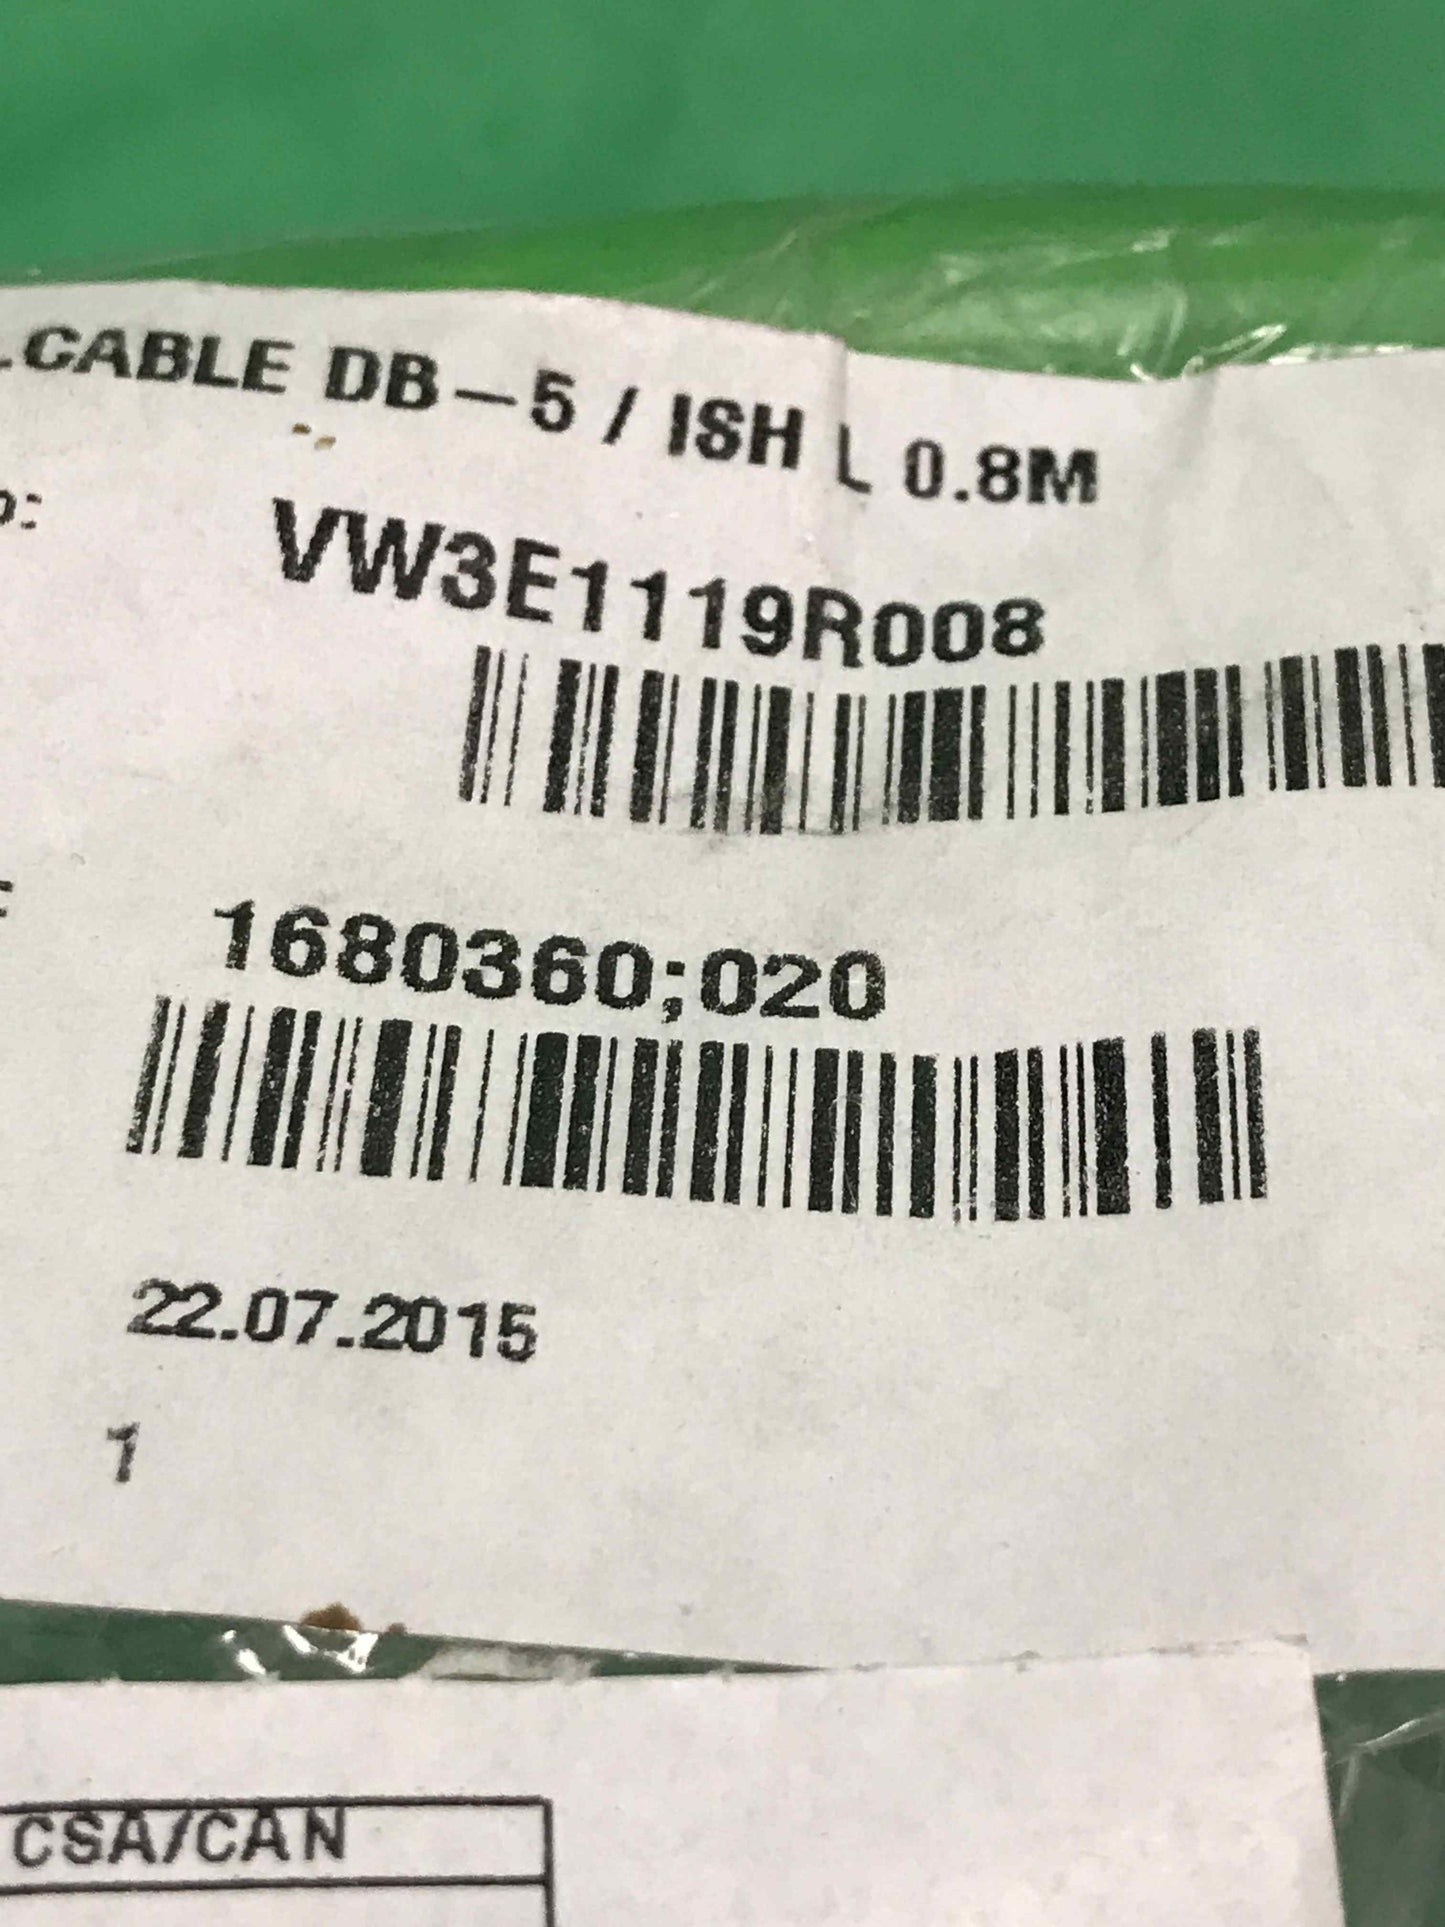 .CABLE DB-5 / ISH L 0.8M
VW3E1119R008
1680360;020
22.07.2015
1
CSA/CAN